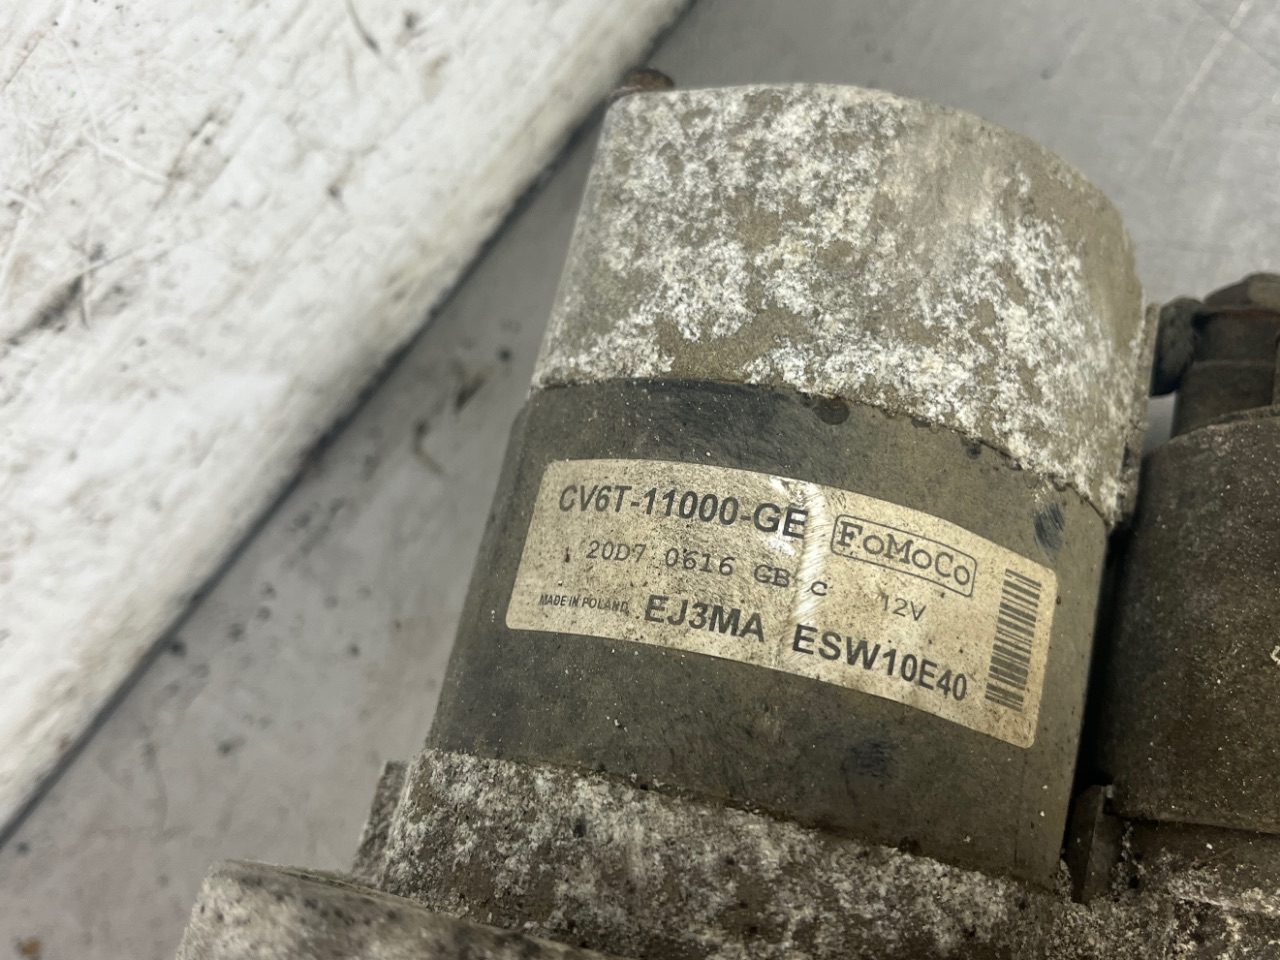 CV6T-11000-GE FoMoCo
20D7 0616 GB C 12V
MADE IN POLAND EJ3MA ESW10E40